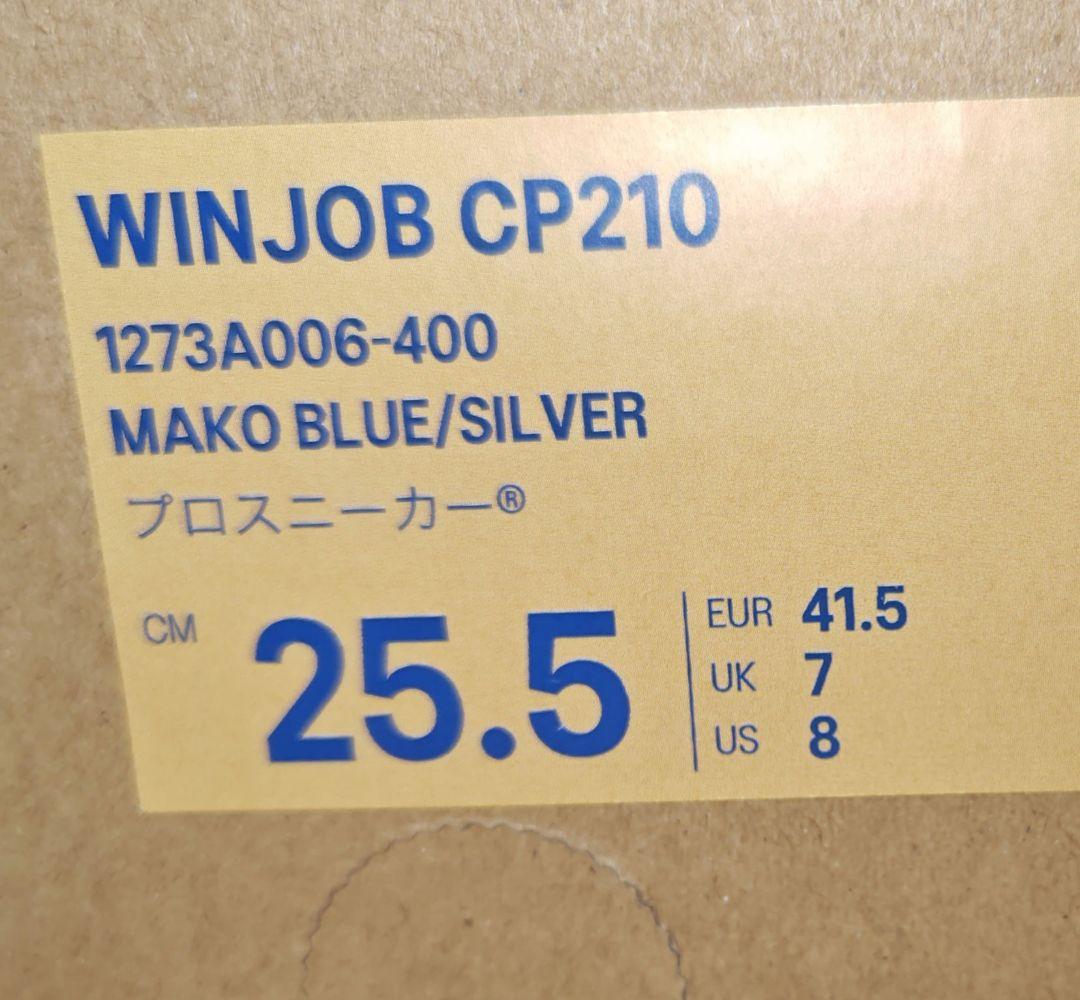 WINJOB CP210
1273A006-400
MAKO BLUE/SILVER
プロスニーカー®
CM 25.5
EUR 41.5
UK 7
US 8